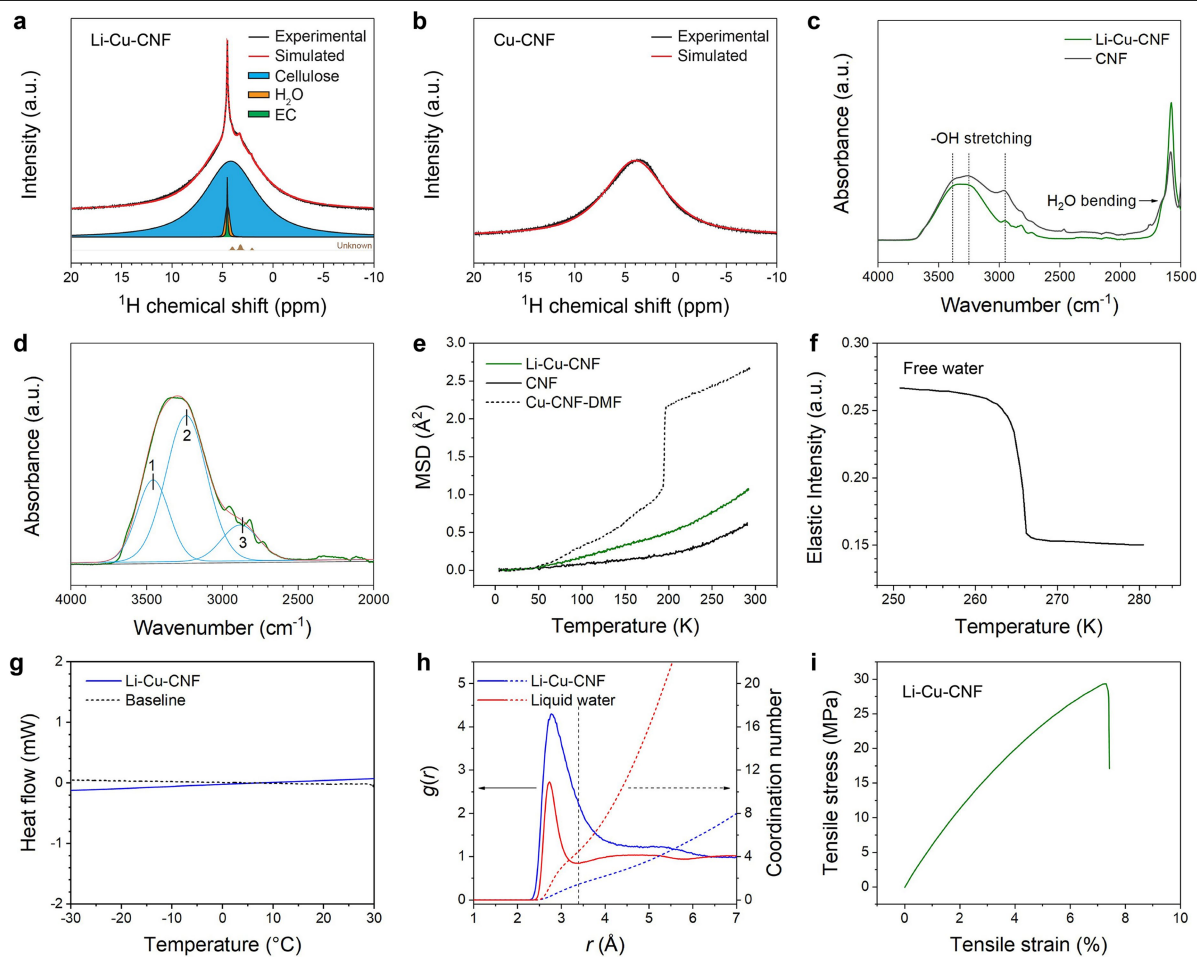 a
Li-Cu-CNF
Experimental
Simulated
Cellulose
H2O
EC
Unknown
Intensity (a.u.)
20 15 10 5 0 -5 -10
1H chemical shift (ppm)
b
Cu-CNF
Experimental
Simulated
Intensity (a.u.)
20 15 10 5 0 -5 -10
1H chemical shift (ppm)
c
Li-Cu-CNF
CNF
-OH stretching
H2O bending
Absorbance (a.u.)
4000 3500 3000 2500 2000 1500
Wavenumber (cm-1)
d
1
2
3
Absorbance (a.u.)
4000 3500 3000 2500 2000
Wavenumber (cm-1)
e
Li-Cu-CNF
CNF
Cu-CNF-DMF
MSD (Å2)
3.0
2.5
2.0
1.5
1.0
0.5
0.0
0 50 100 150 200 250 300
Temperature (K)
f
Free water
Elastic Intensity (a.u.)
0.30
0.25
0.20
0.15
250 260 270 280
Temperature (K)
g
Li-Cu-CNF
Baseline
Heat flow (mW)
2
1
0
-1
-2
-30 -20 -10 0 10 20 30
Temperature (°C)
h
Li-Cu-CNF
Liquid water
g(r)
5
4
3
2
1
0
20
16
12
8
4
0
Coordination number
1 2 3 4 5 6 7
r (Å)
i
Li-Cu-CNF
Tensile stress (MPa)
30
25
20
15
10
5
0
0 2 4 6 8 10
Tensile strain (%)